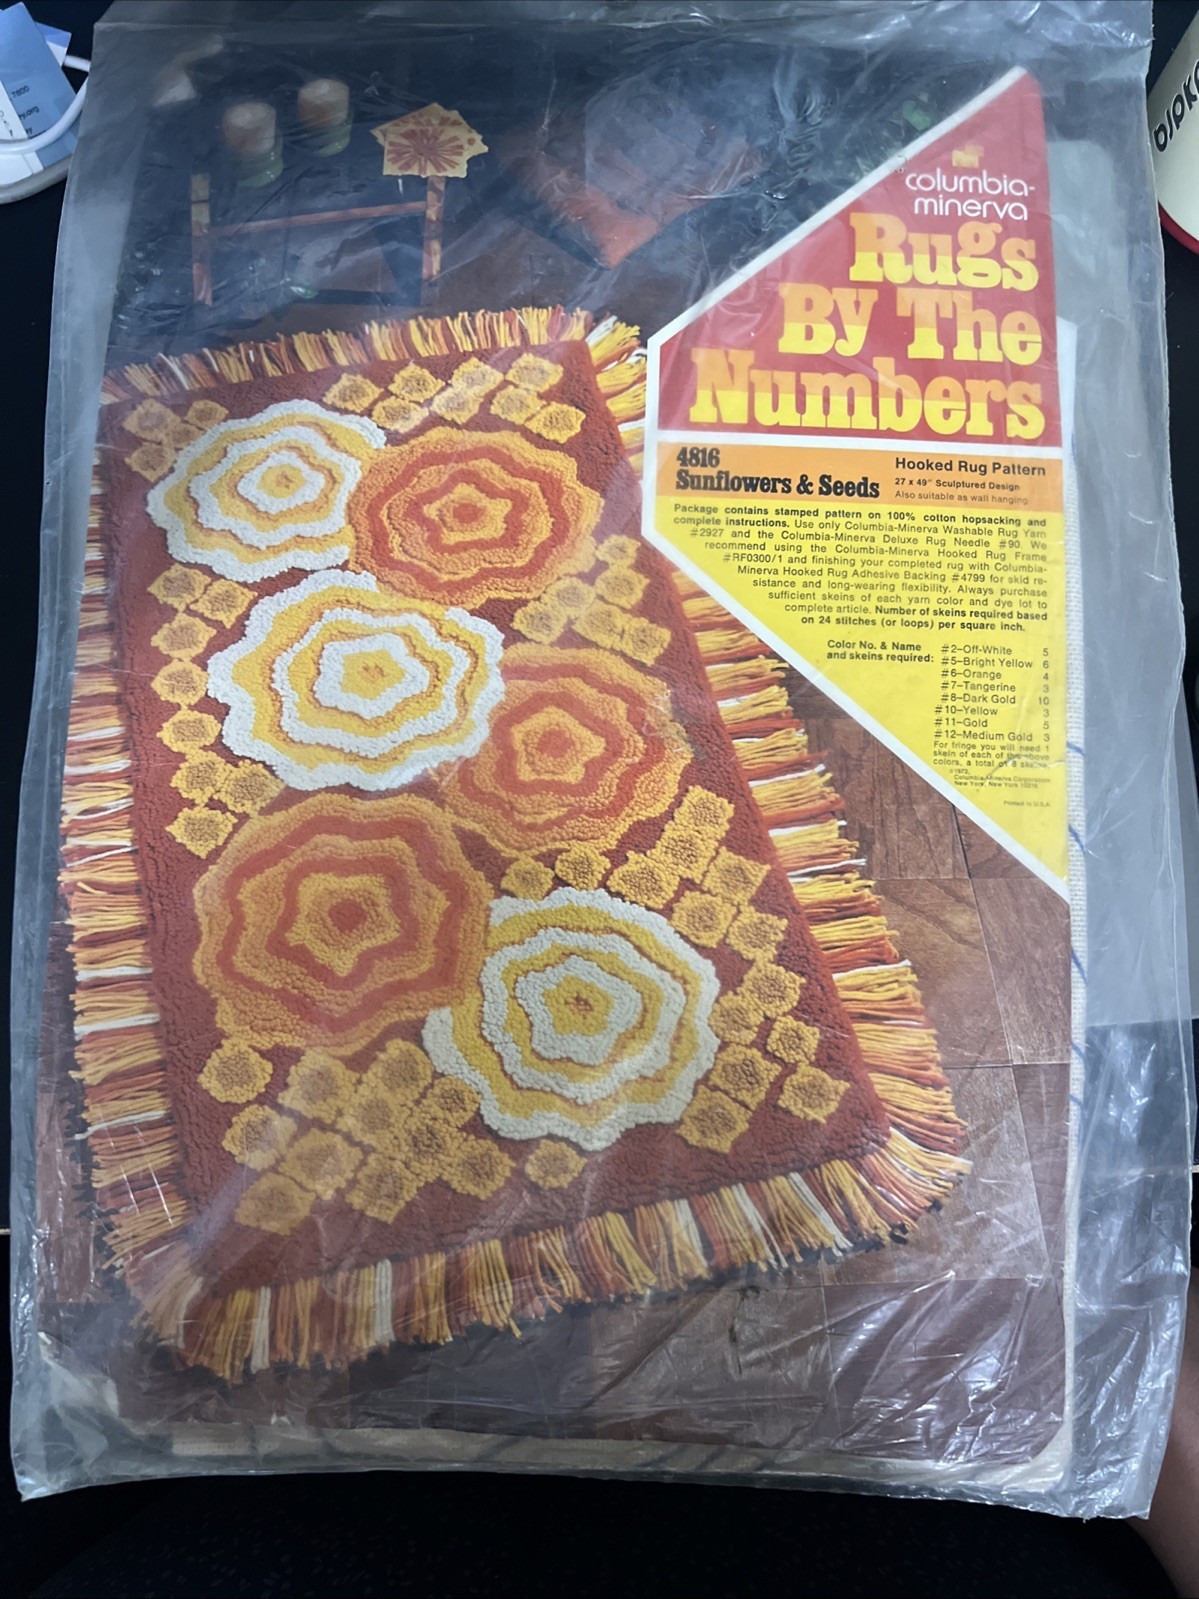 7800
columbia-
minerva
Rugs
By The
Numbers
4816
Sunflowers & Seeds
Hooked Rug Pattern
27 x 49" Sculptured Design
Also suitable as wall hanging
Package contains stamped pattern on 100% cotton hopsacking and
complete instructions. Use only Columbia-Minerva Washable Rug Yarn
#2927 and the Columbia-Minerva Deluxe Rug Needle #90. We
recommend using the Columbia-Minerva Hooked Rug Frame
#RF0300/1 and finishing your completed rug with Columbia-
Minerva Hooked Rug Adhesive Backing #4799 for skid re-
sistance and long-wearing flexibility. Always purchase
sufficient skeins of each yarn color and dye lot to
complete article. Number of skeins required based
on 24 stitches (or loops) per square inch.
Color No. & Name
and skeins required:
#2–Off-White 5
#5–Bright Yellow 6
#6–Orange 4
#7–Tangerine 3
#8–Dark Gold 10
#10–Yellow 3
#11–Gold 5
#12–Medium Gold 3
For fringe you will need 1
skein of each of the above
colors, a total of 8 skeins.
Columbia-Minerva Corporation
New York, New York
Printed in U.S.A.